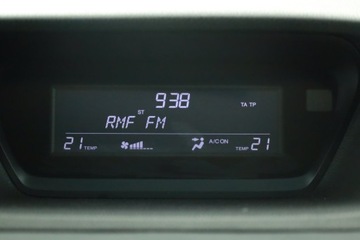 938
ST TA TP
RMF FM
21 TEMP A/C ON TEMP 21